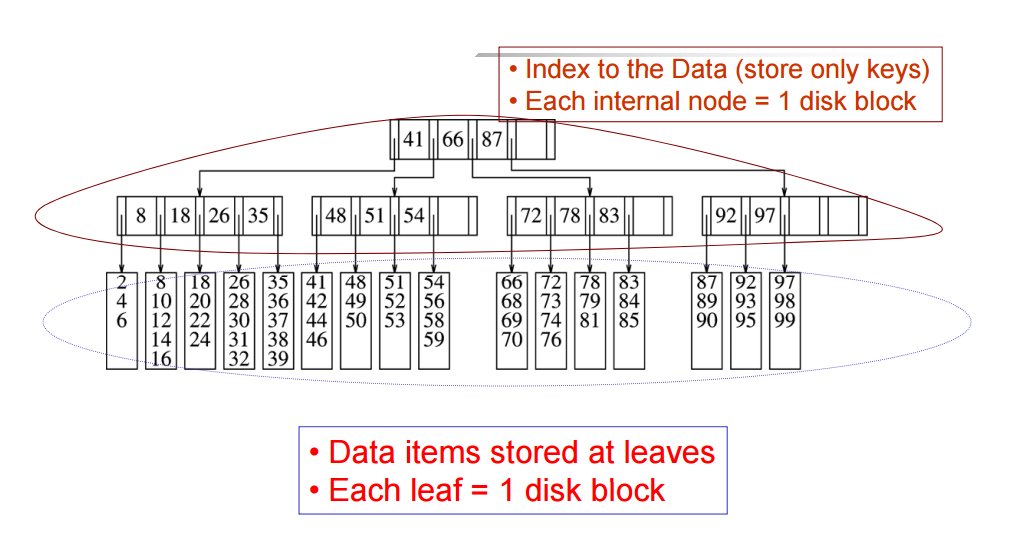 • Index to the Data (store only keys)
• Each internal node = 1 disk block
41 66 87
8 18 26 35 48 51 54 72 78 83 92 97
2 8 18 26 35 41 48 51 54 66 72 78 83 87 92 97
4 10 20 28 36 42 49 52 56 68 73 79 84 89 93 98
6 12 22 30 37 44 50 53 58 69 74 81 85 90 95 99
14 24 31 38 46 59 70 76
16 32 39
• Data items stored at leaves
• Each leaf = 1 disk block